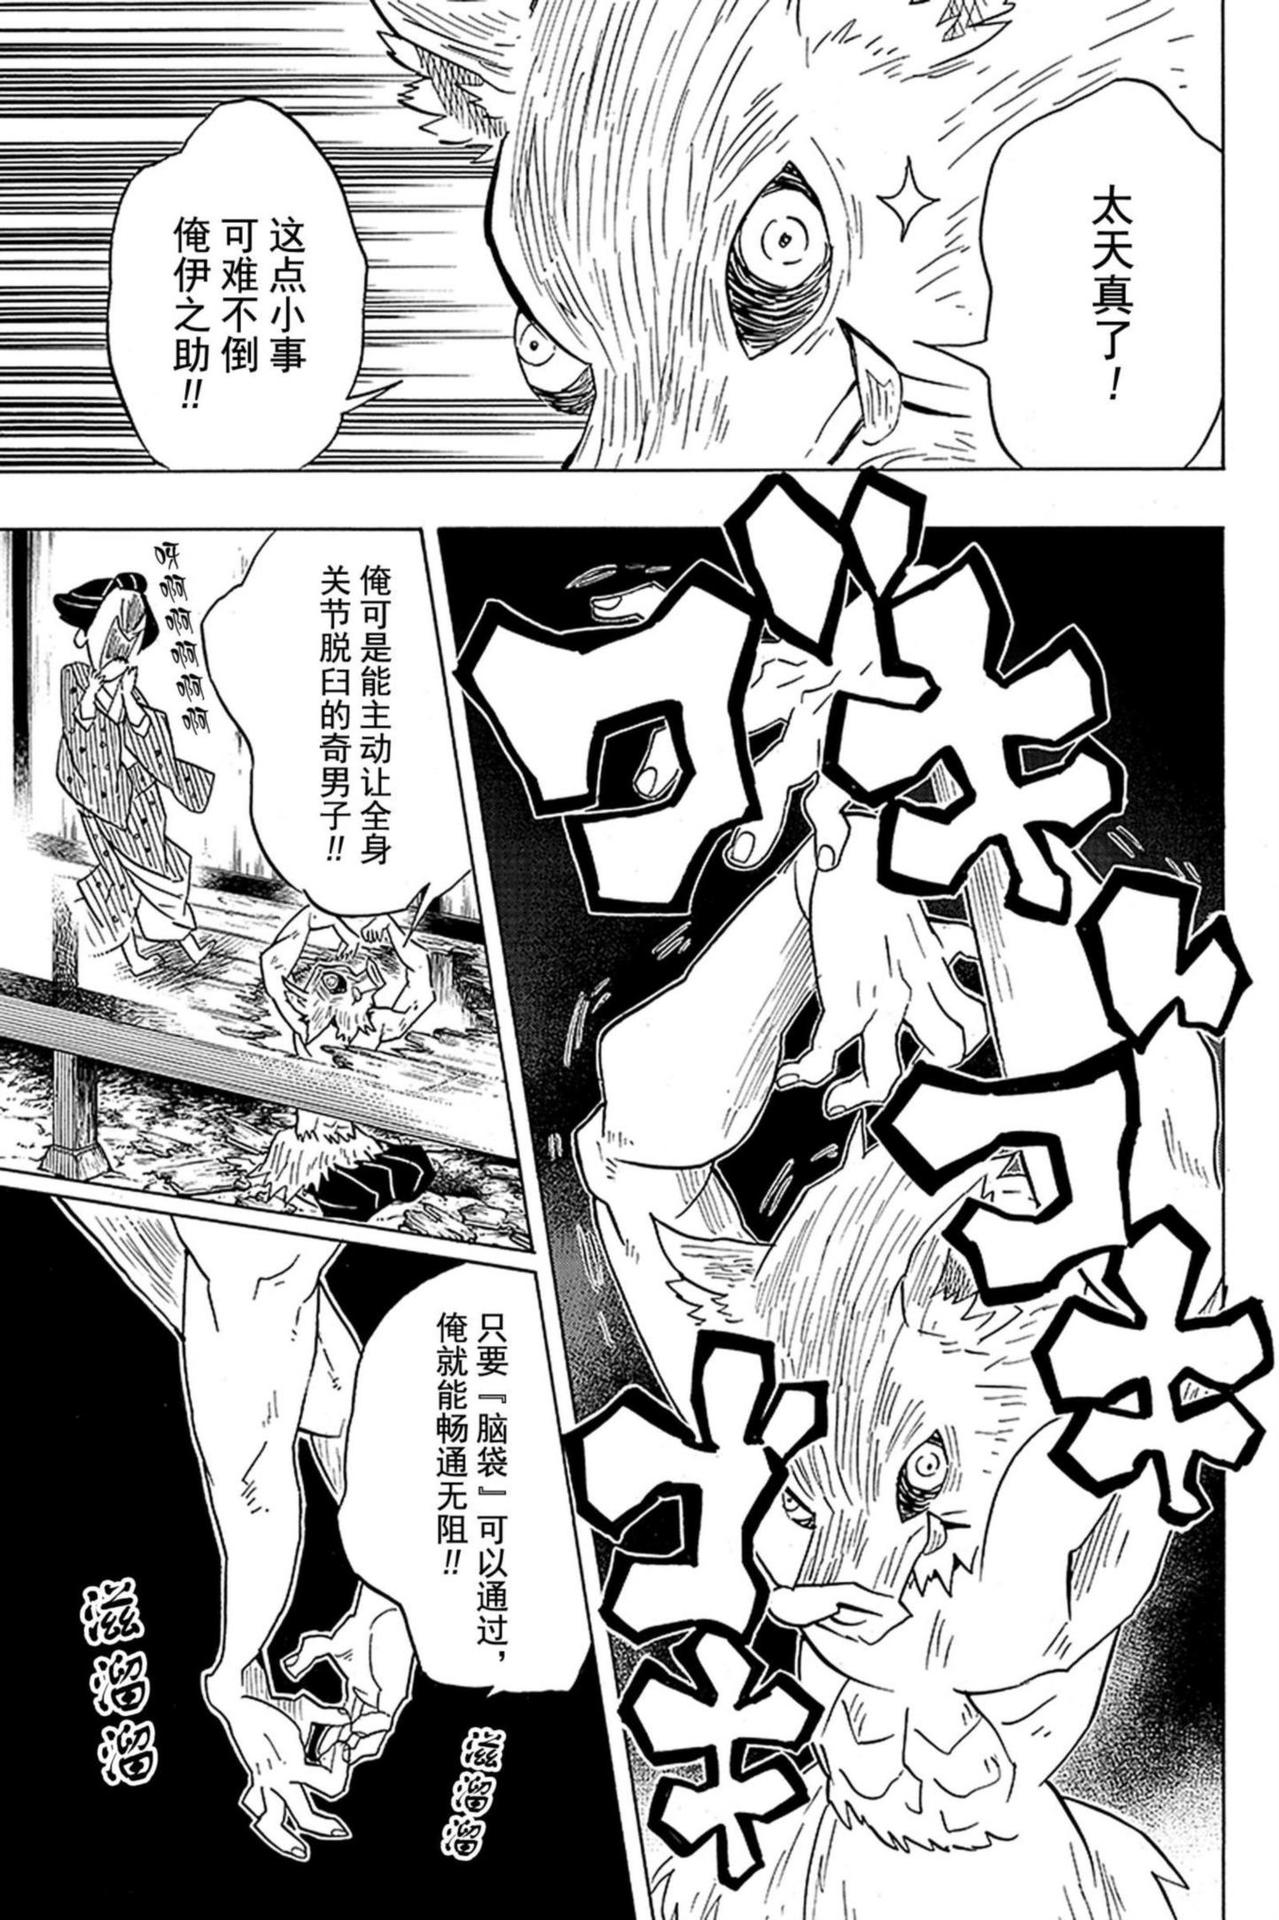 太天真了！
这点小事
可难不倒
俺伊之助!!
ゴキ
ゴキ
ゴキ
俺可是能主动让全身
关节脱臼的奇男子!!
呀啊啊啊啊啊
只要『脑袋』可以通过，
俺就能畅通无阻!!
滋溜溜
滋溜溜